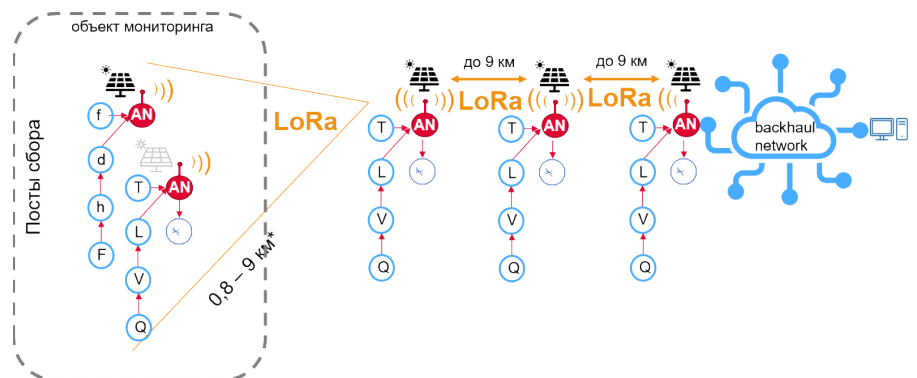 объект мониторинга
Посты сбора
f
AN
d
h
F
T
AN
L
V
Q
LoRa
0,8 – 9 км*
до 9 км
до 9 км
LoRa
LoRa
T
AN
L
V
Q
T
AN
L
V
Q
T
AN
L
V
Q
backhaul
network